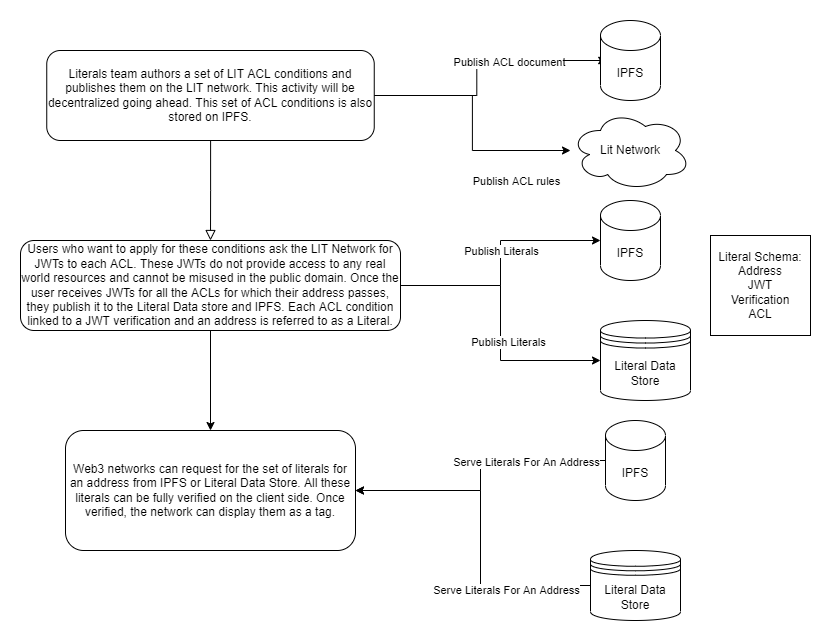 Literals team authors a set of LIT ACL conditions and
publishes them on the LIT network. This activity will be
decentralized going ahead. This set of ACL conditions is also
stored on IPFS.
Publish ACL document
IPFS
Lit Network
Publish ACL rules
Users who want to apply for these conditions ask the LIT Network for
JWTs to each ACL. These JWTs do not provide access to any real
world resources and cannot be misused in the public domain. Once the
user receives JWTs for all the ACLs for which their address passes,
they publish it to the Literal Data store and IPFS. Each ACL condition
linked to a JWT verification and an address is referred to as a Literal.
Publish Literals
IPFS
Publish Literals
Literal Data
Store
Literal Schema:
Address
JWT
Verification
ACL
Web3 networks can request for the set of literals for
an address from IPFS or Literal Data Store. All these
literals can be fully verified on the client side. Once
verified, the network can display them as a tag.
Serve Literals For An Address
IPFS
Serve Literals For An Address
Literal Data
Store